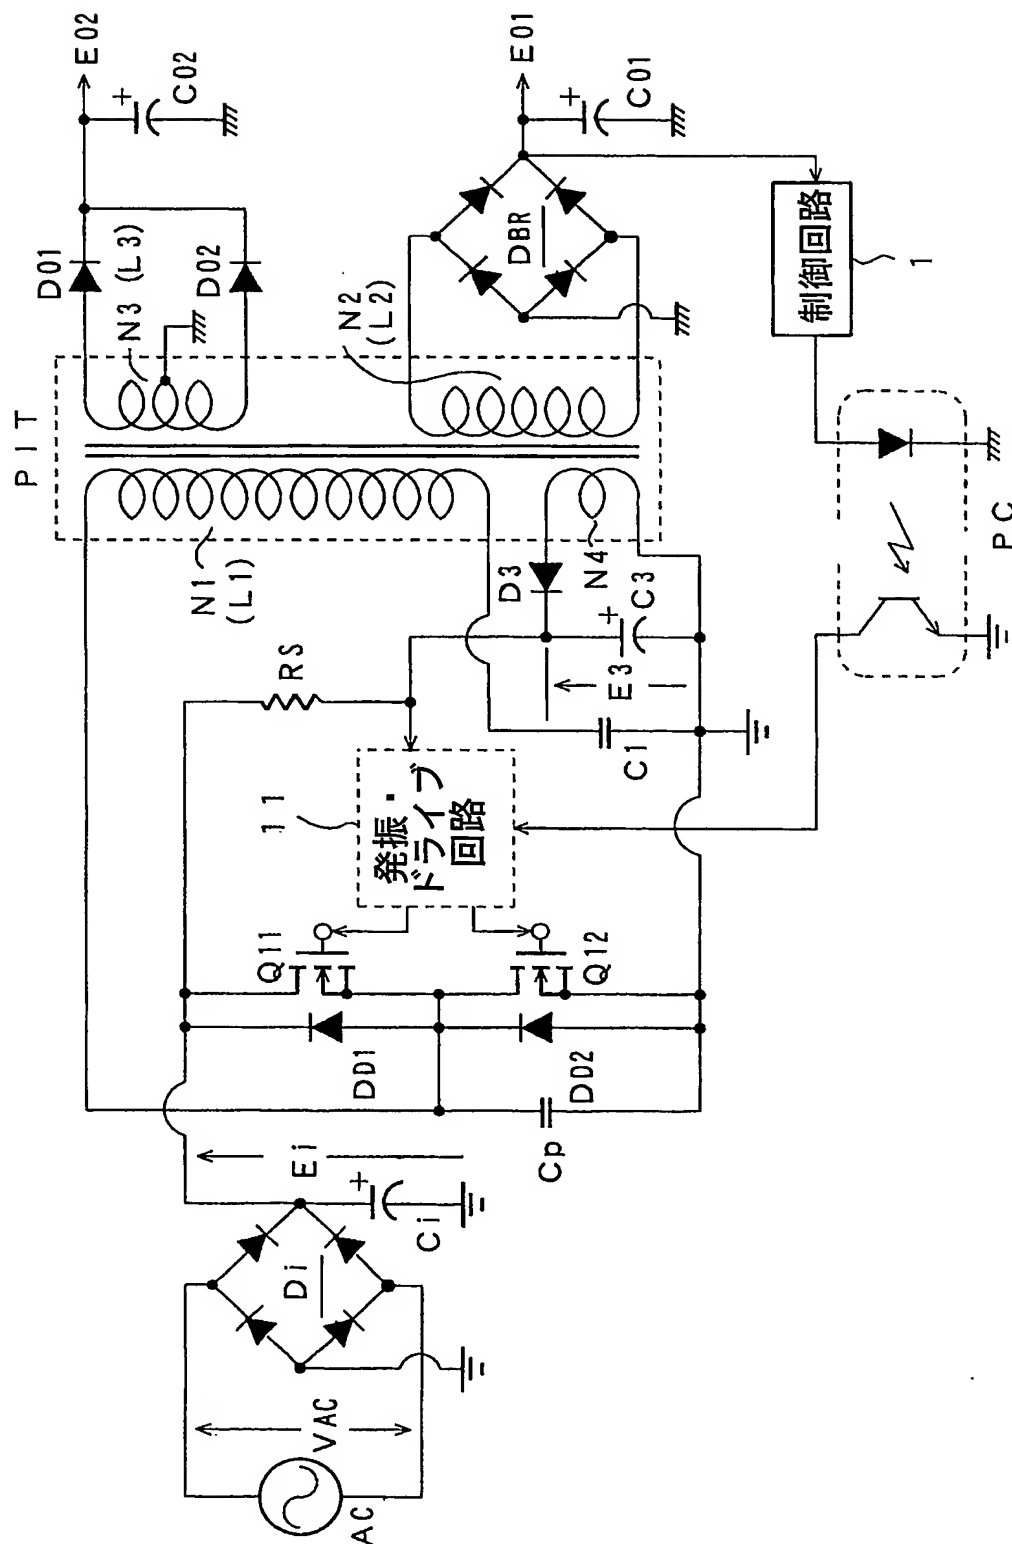 AC
VAC
Di
Ci
+
Ei
Cp
DD1
DD2
Q11
Q12
11
発振・
ドライブ
回路
RS
C1
E3
C3
+
D3
N4
N1
(L1)
PIT
N3 (L3)
N2
(L2)
D01
D02
+
C02
E02
DBR
+
C01
E01
制御回路
1
PC